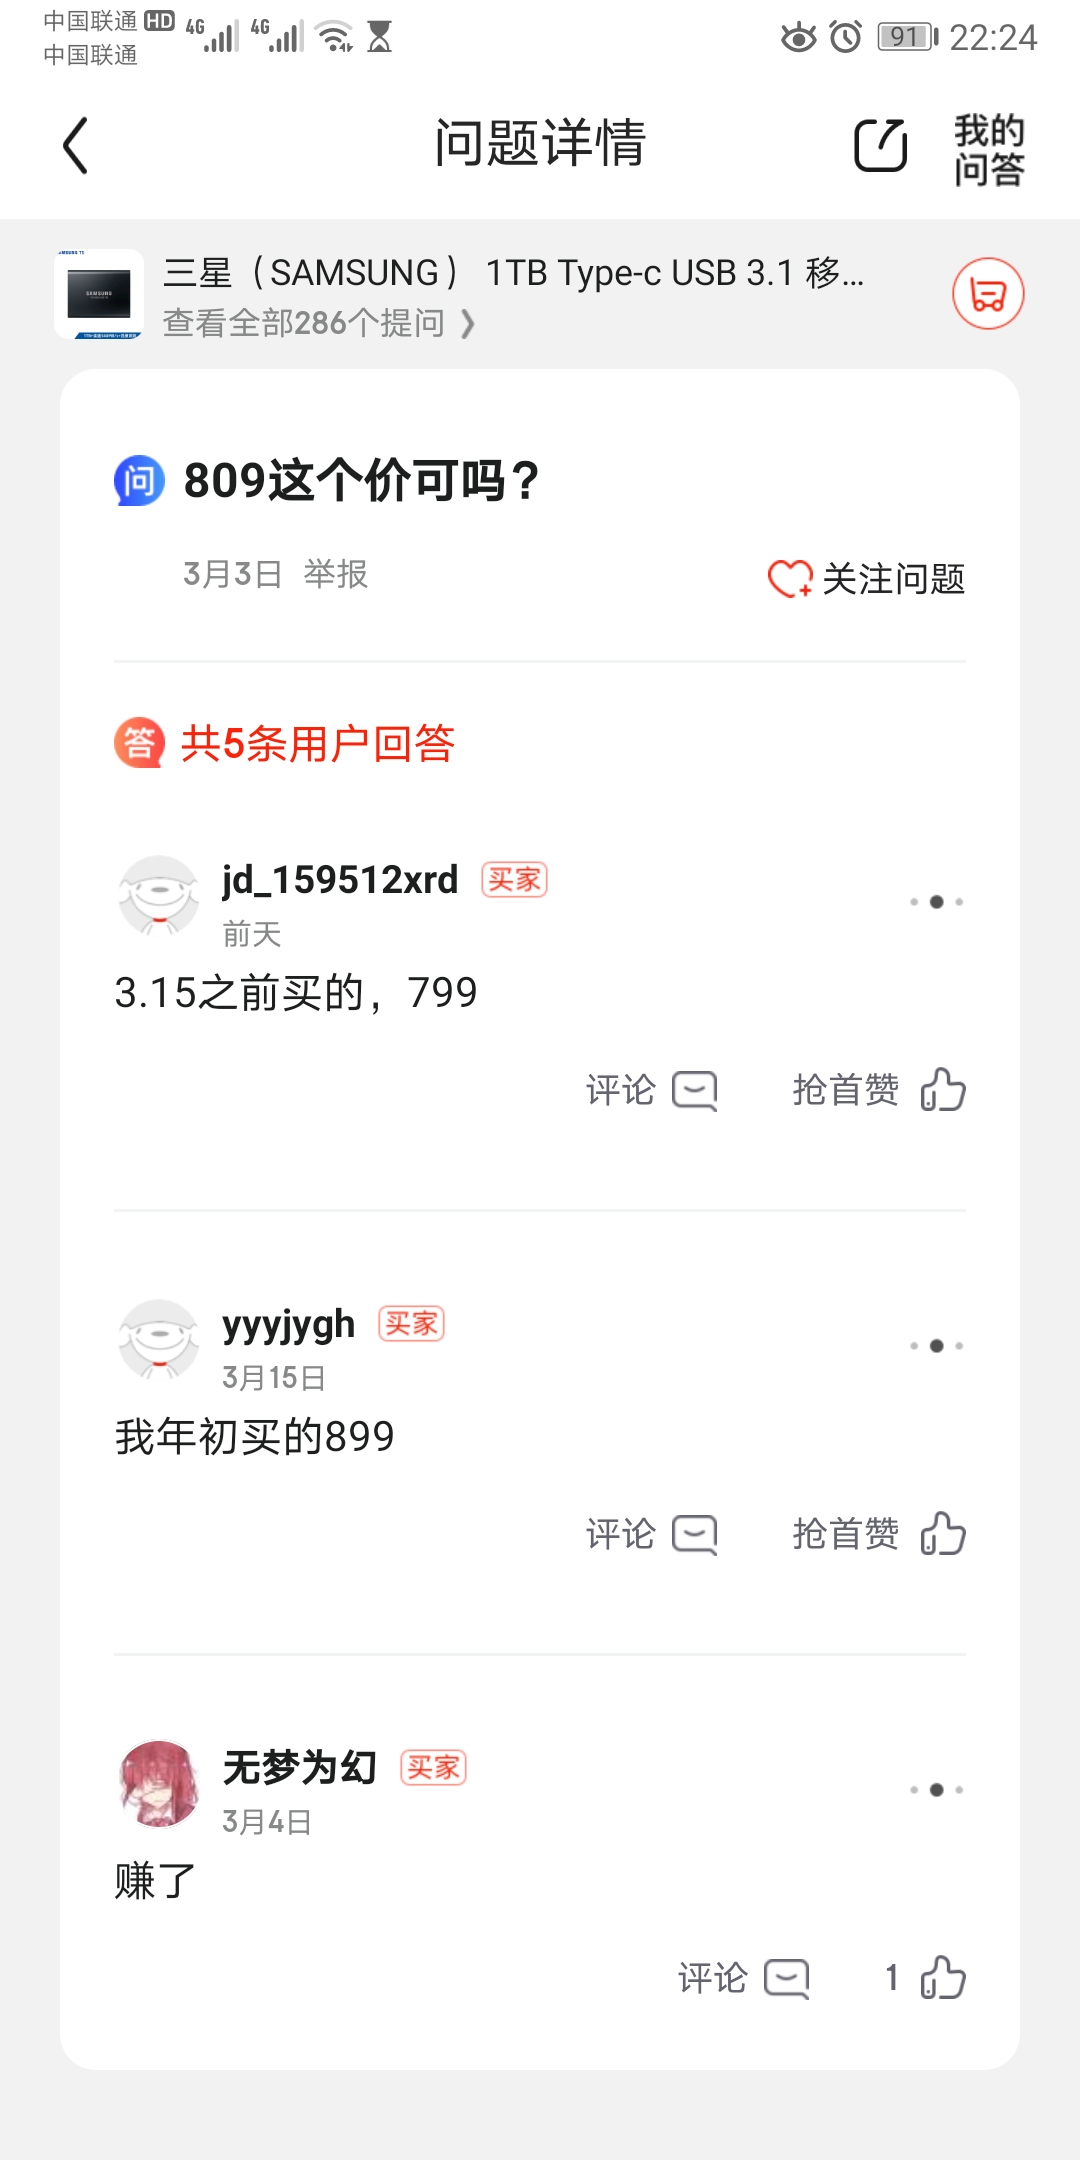 中国联通 HD 4G 4G 91 22:24
中国联通
问题详情
我的
问答
三星（SAMSUNG） 1TB Type-c USB 3.1 移...
查看全部286个提问 》
问 809这个价可吗?
3月3日 举报
关注问题
答 共5条用户回答
jd_159512xrd 买家
前天
3.15之前买的，799
评论 抢首赞
yyyjygh 买家
3月15日
我年初买的899
评论 抢首赞
无梦为幻 买家
3月4日
赚了
评论 1